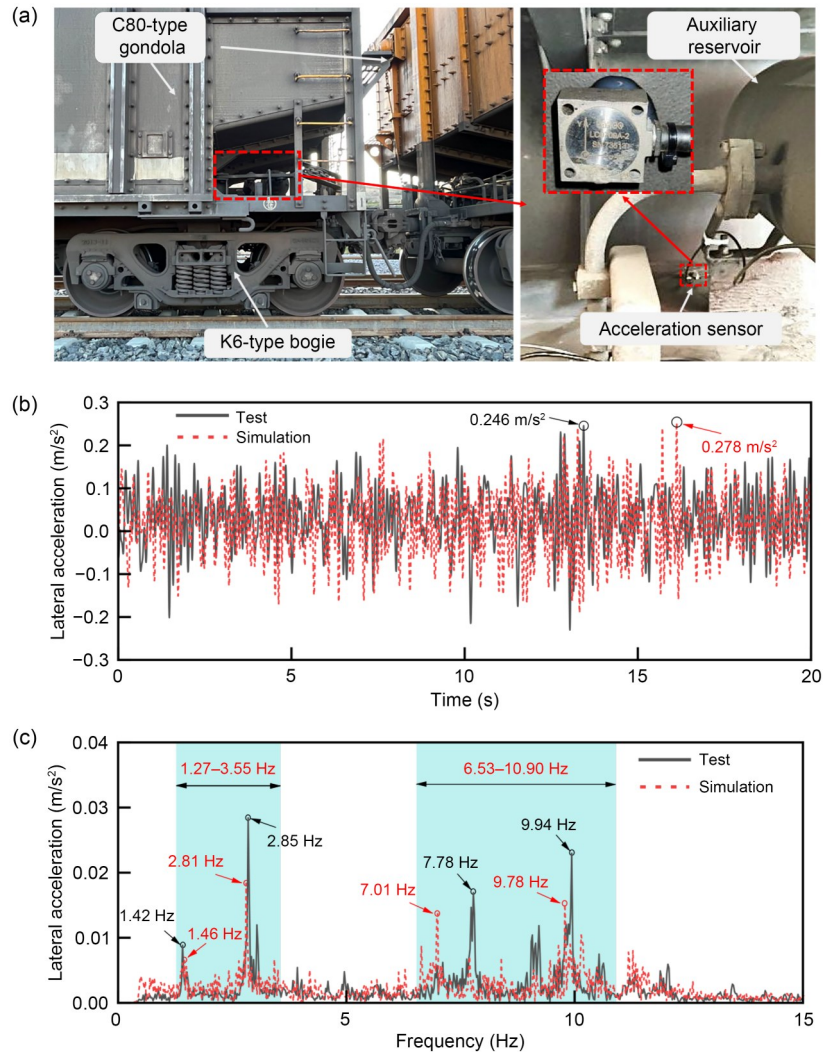 (a)
C80-type
gondola
K6-type bogie
Auxiliary
reservoir
Acceleration sensor
(b)
Lateral acceleration (m/s²)
0.3
0.2
0.1
0.0
−0.1
−0.2
−0.3
Test
Simulation
0.246 m/s²
0.278 m/s²
0
5
10
15
20
Time (s)
(c)
Lateral acceleration (m/s²)
0.04
0.03
0.02
0.01
0.00
1.27–3.55 Hz
6.53–10.90 Hz
Test
Simulation
2.85 Hz
2.81 Hz
1.42 Hz
1.46 Hz
7.01 Hz
7.78 Hz
9.94 Hz
9.78 Hz
0
5
10
15
Frequency (Hz)